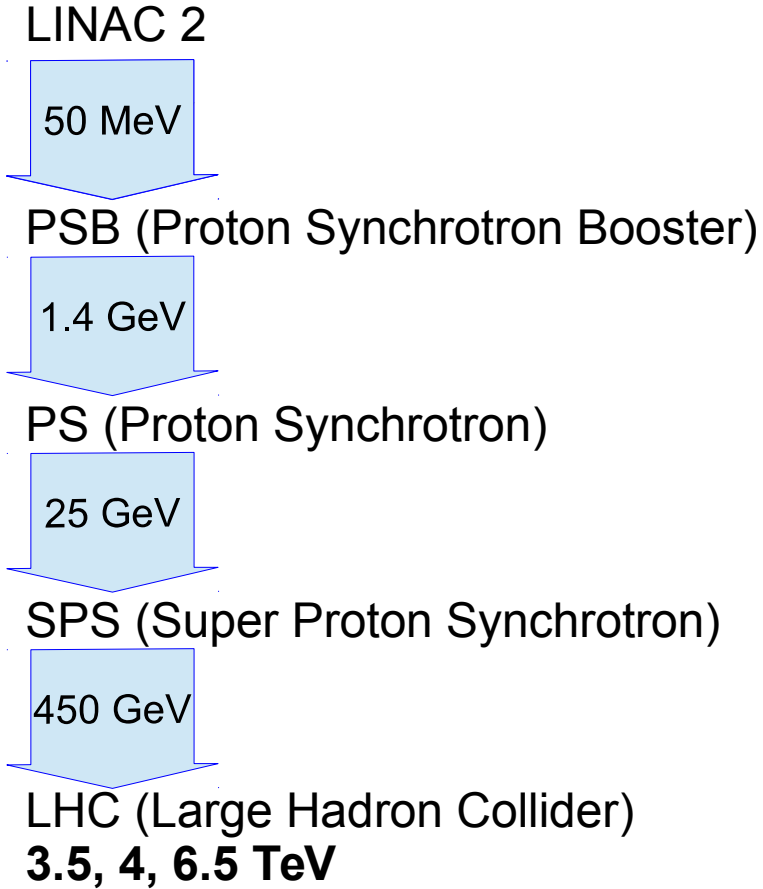 LINAC 2
50 MeV
PSB (Proton Synchrotron Booster)
1.4 GeV
PS (Proton Synchrotron)
25 GeV
SPS (Super Proton Synchrotron)
450 GeV
LHC (Large Hadron Collider)
3.5, 4, 6.5 TeV